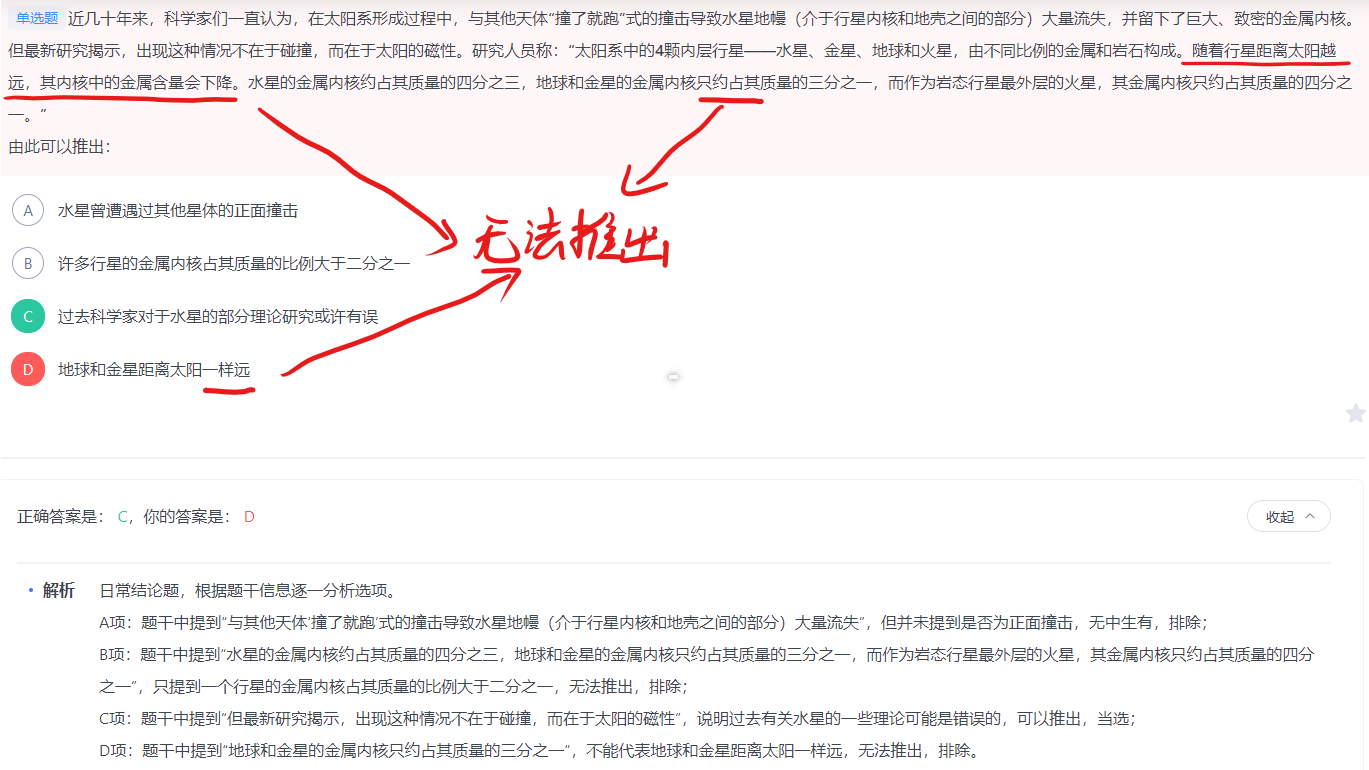 单选题 近几十年来，科学家们一直认为，在太阳系形成过程中，与其他天体“撞了就跑”式的撞击导致水星地幔（介于行星内核和地壳之间的部分）大量流失，并留下了巨大、致密的金属内核。
但最新研究揭示，出现这种情况不在于碰撞，而在于太阳的磁性。研究人员称：“太阳系中的4颗内层行星——水星、金星、地球和火星，由不同比例的金属和岩石构成。随着行星距离太阳越
远，其内核中的金属含量会下降。水星的金属内核约占其质量的四分之三，地球和金星的金属内核只约占其质量的三分之一，而作为岩态行星最外层的火星，其金属内核只约占其质量的四分之
一。”
由此可以推出：
A 水星曾遭遇过其他星体的正面撞击
无法推出
B 许多行星的金属内核占其质量的比例大于二分之一
C 过去科学家对于水星的部分理论研究或许有误
D 地球和金星距离太阳一样远
正确答案是： C，你的答案是： D
收起
解析 日常结论题，根据题干信息逐一分析选项。
A项：题干中提到“与其他天体‘撞了就跑’式的撞击导致水星地幔（介于行星内核和地壳之间的部分）大量流失”，但并未提到是否为正面撞击，无中生有，排除；
B项：题干中提到“水星的金属内核约占其质量的四分之三，地球和金星的金属内核只约占其质量的三分之一，而作为岩态行星最外层的火星，其金属内核只约占其质量的四分
之一”，只提到一个行星的金属内核占其质量的比例大于二分之一，无法推出，排除；
C项：题干中提到“但最新研究揭示，出现这种情况不在于碰撞，而在于太阳的磁性”，说明过去有关水星的一些理论可能是错误的，可以推出，当选；
D项：题干中提到“地球和金星的金属内核只约占其质量的三分之一”，不能代表地球和金星距离太阳一样远，无法推出，排除。